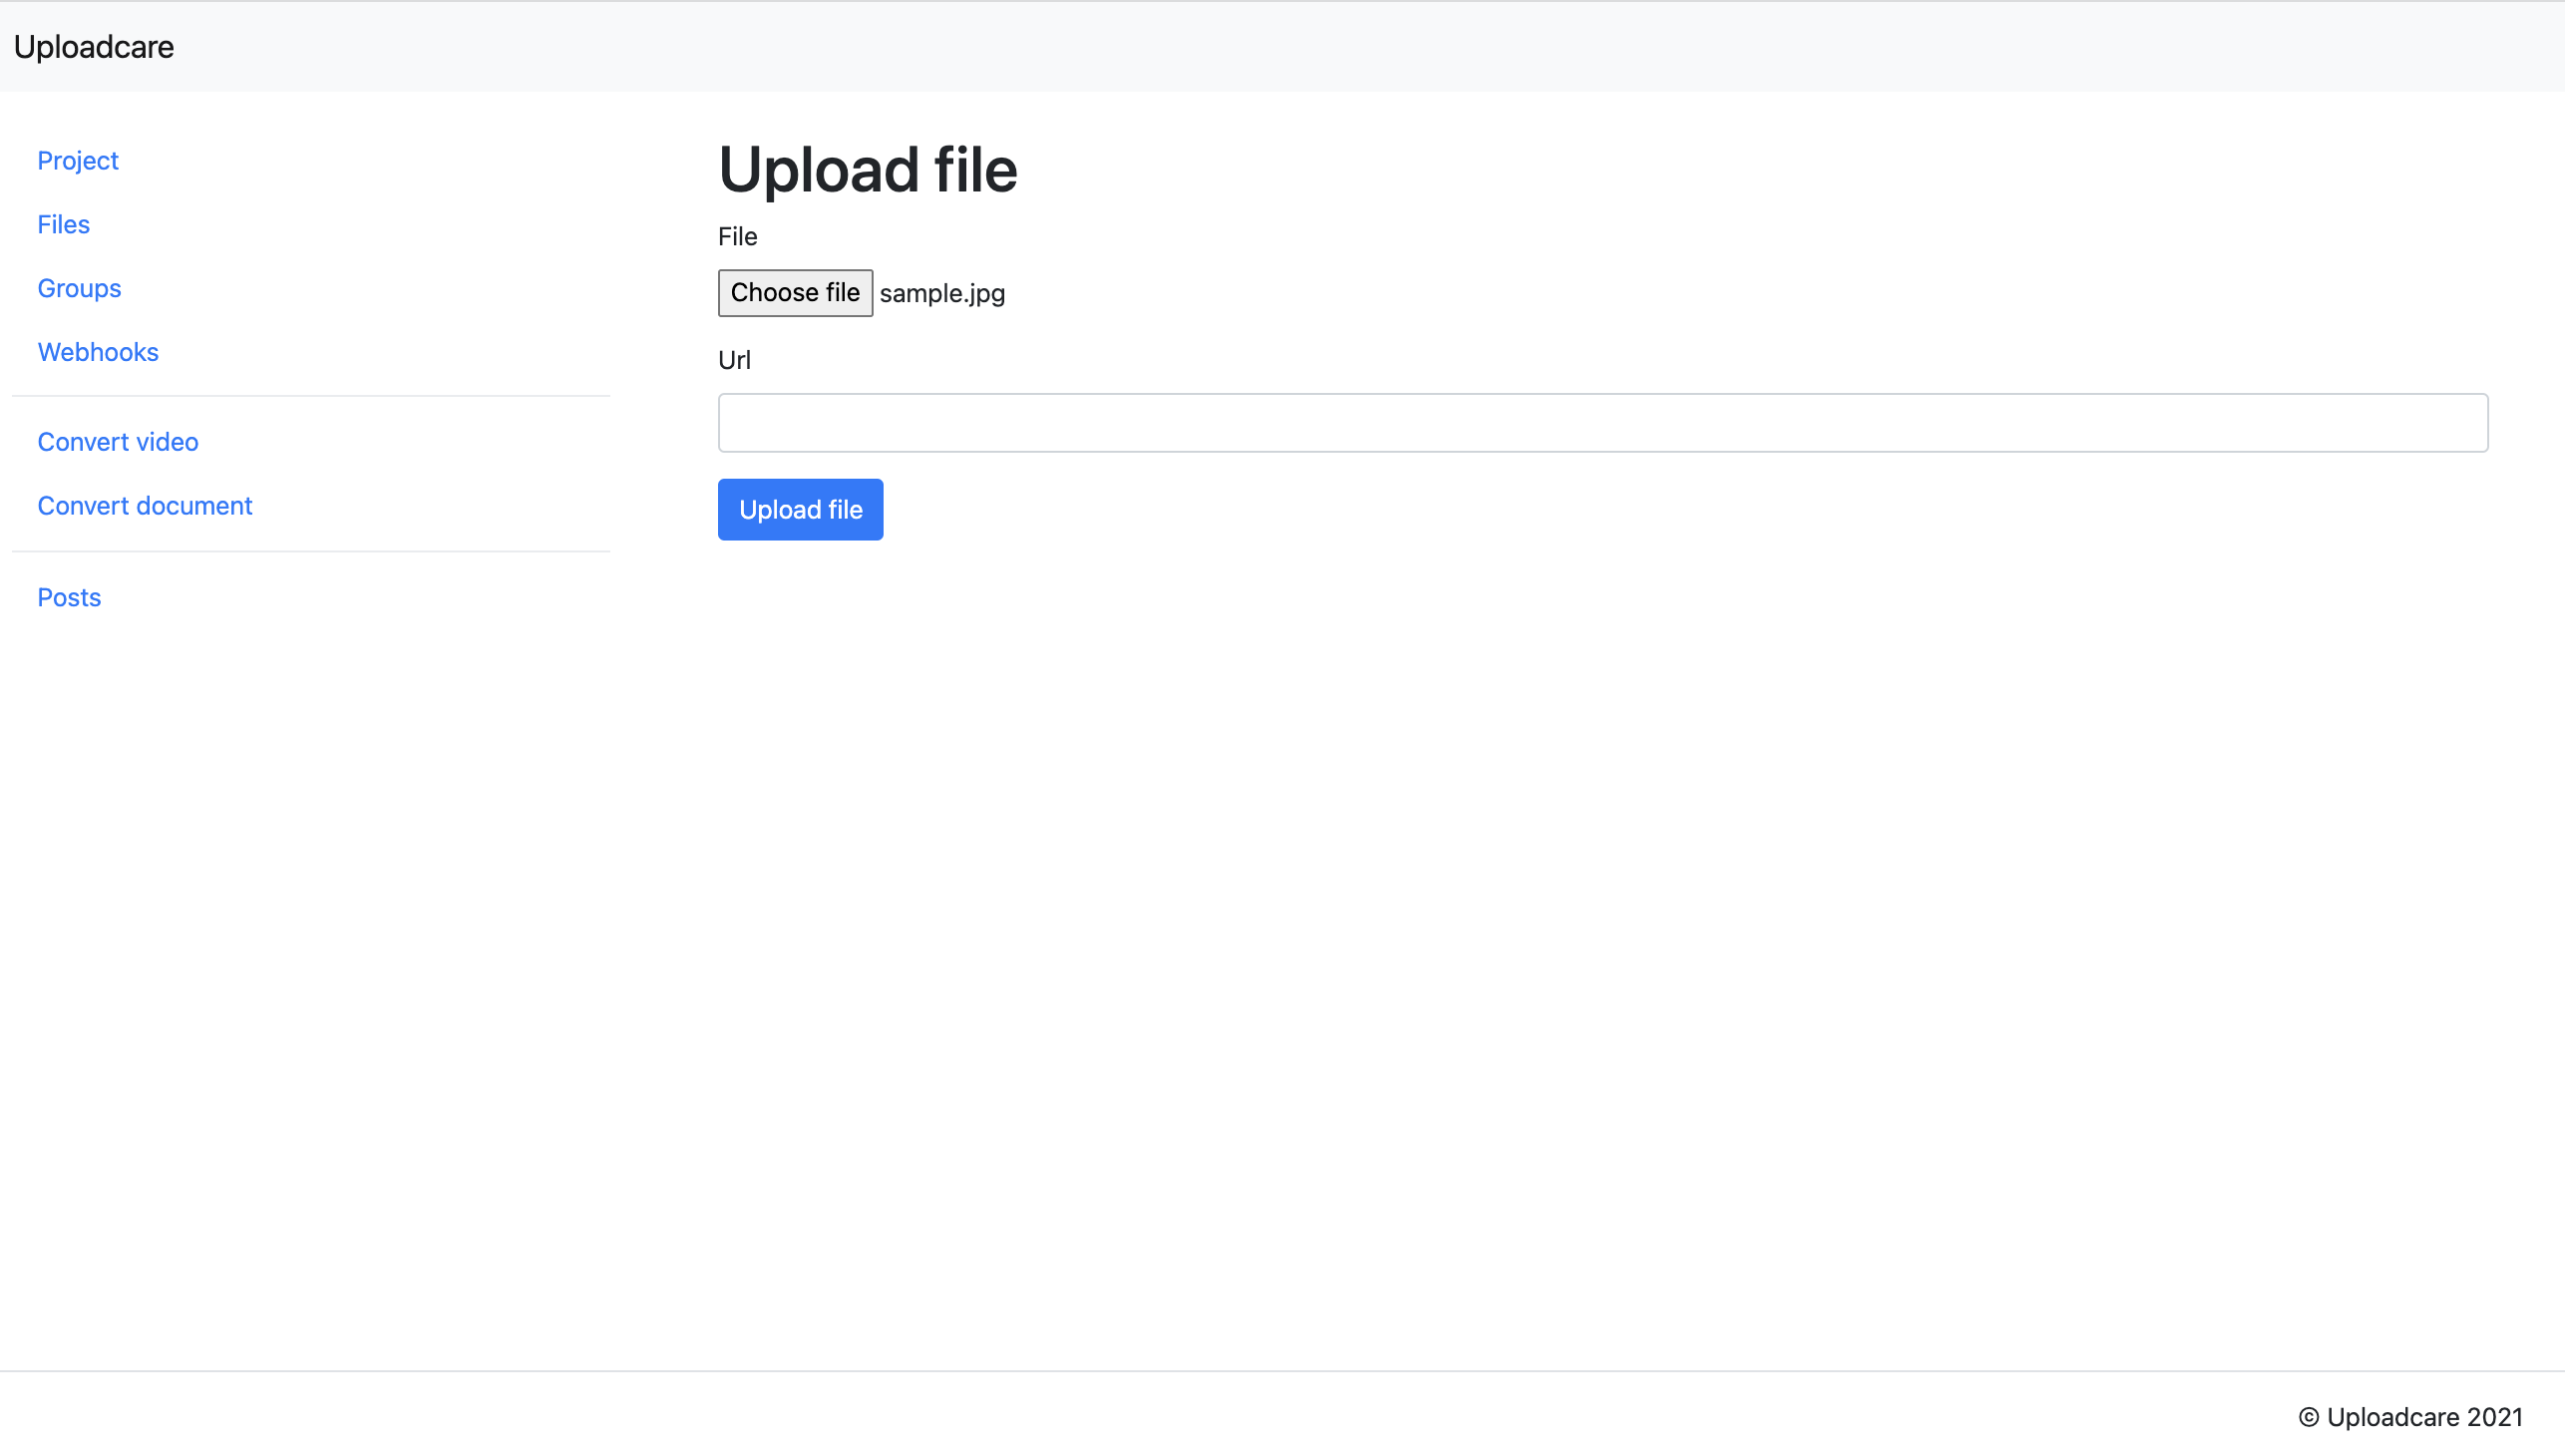 Uploadcare
Project
Files
Groups
Webhooks
Convert video
Convert document
Posts
Upload file
File
Choose file sample.jpg
Url
Upload file
© Uploadcare 2021